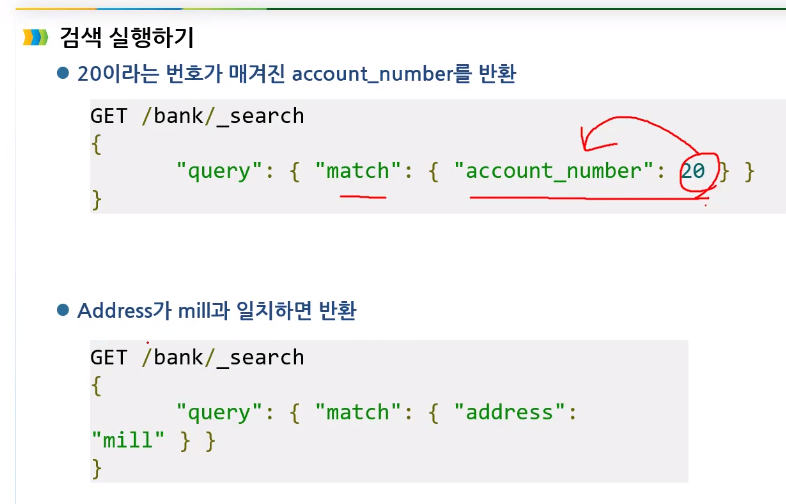 검색 실행하기
20이라는 번호가 매겨진 account_number를 반환
GET /bank/_search
{
"query": { "match": { "account_number": 20 } }
}
Address가 mill과 일치하면 반환
GET /bank/_search
{
"query": { "match": { "address":
"mill" } }
}